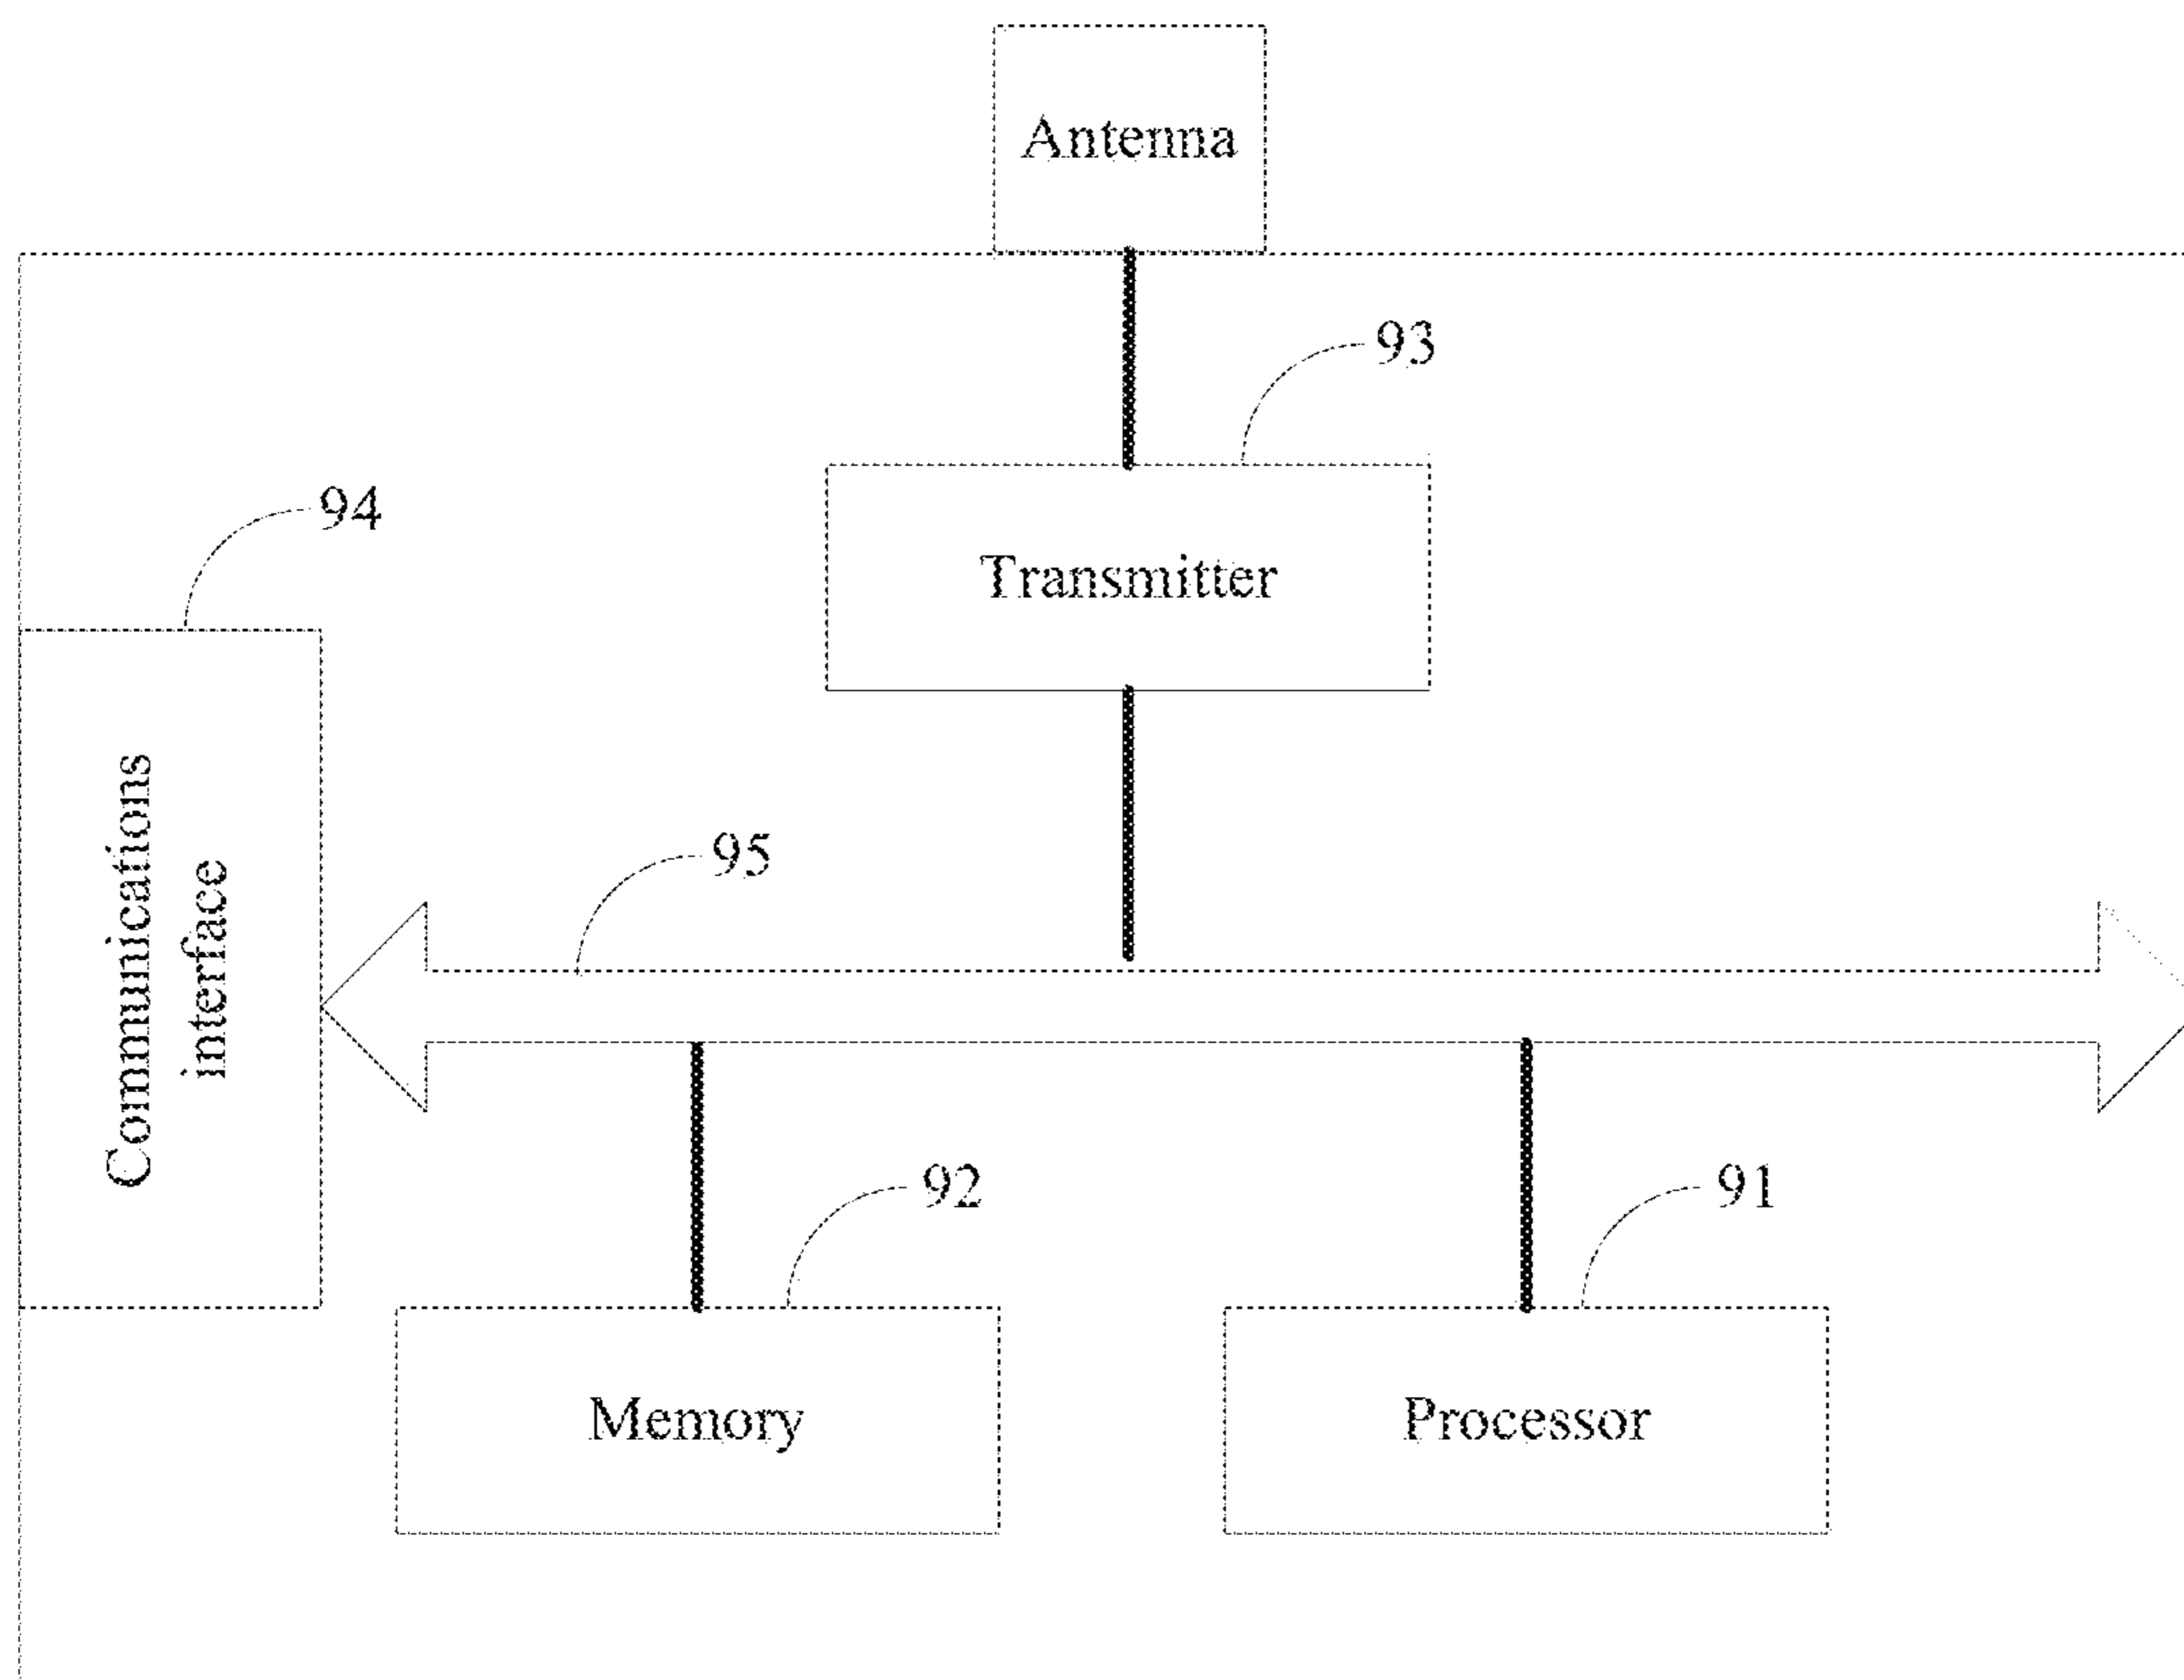 Antenna
93
Transmitter
94
Communications
interface
95
92
91
Memory
Processor